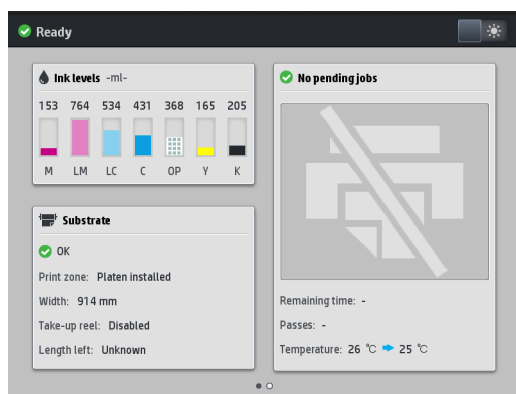 Ready
Ink levels -ml-
153 764 534 431 368 165 205
M LM LC C OP Y K
Substrate
OK
Print zone: Platen installed
Width: 914 mm
Take-up reel: Disabled
Length left: Unknown
No pending jobs
Remaining time: -
Passes: -
Temperature: 26 °C ➡ 25 °C